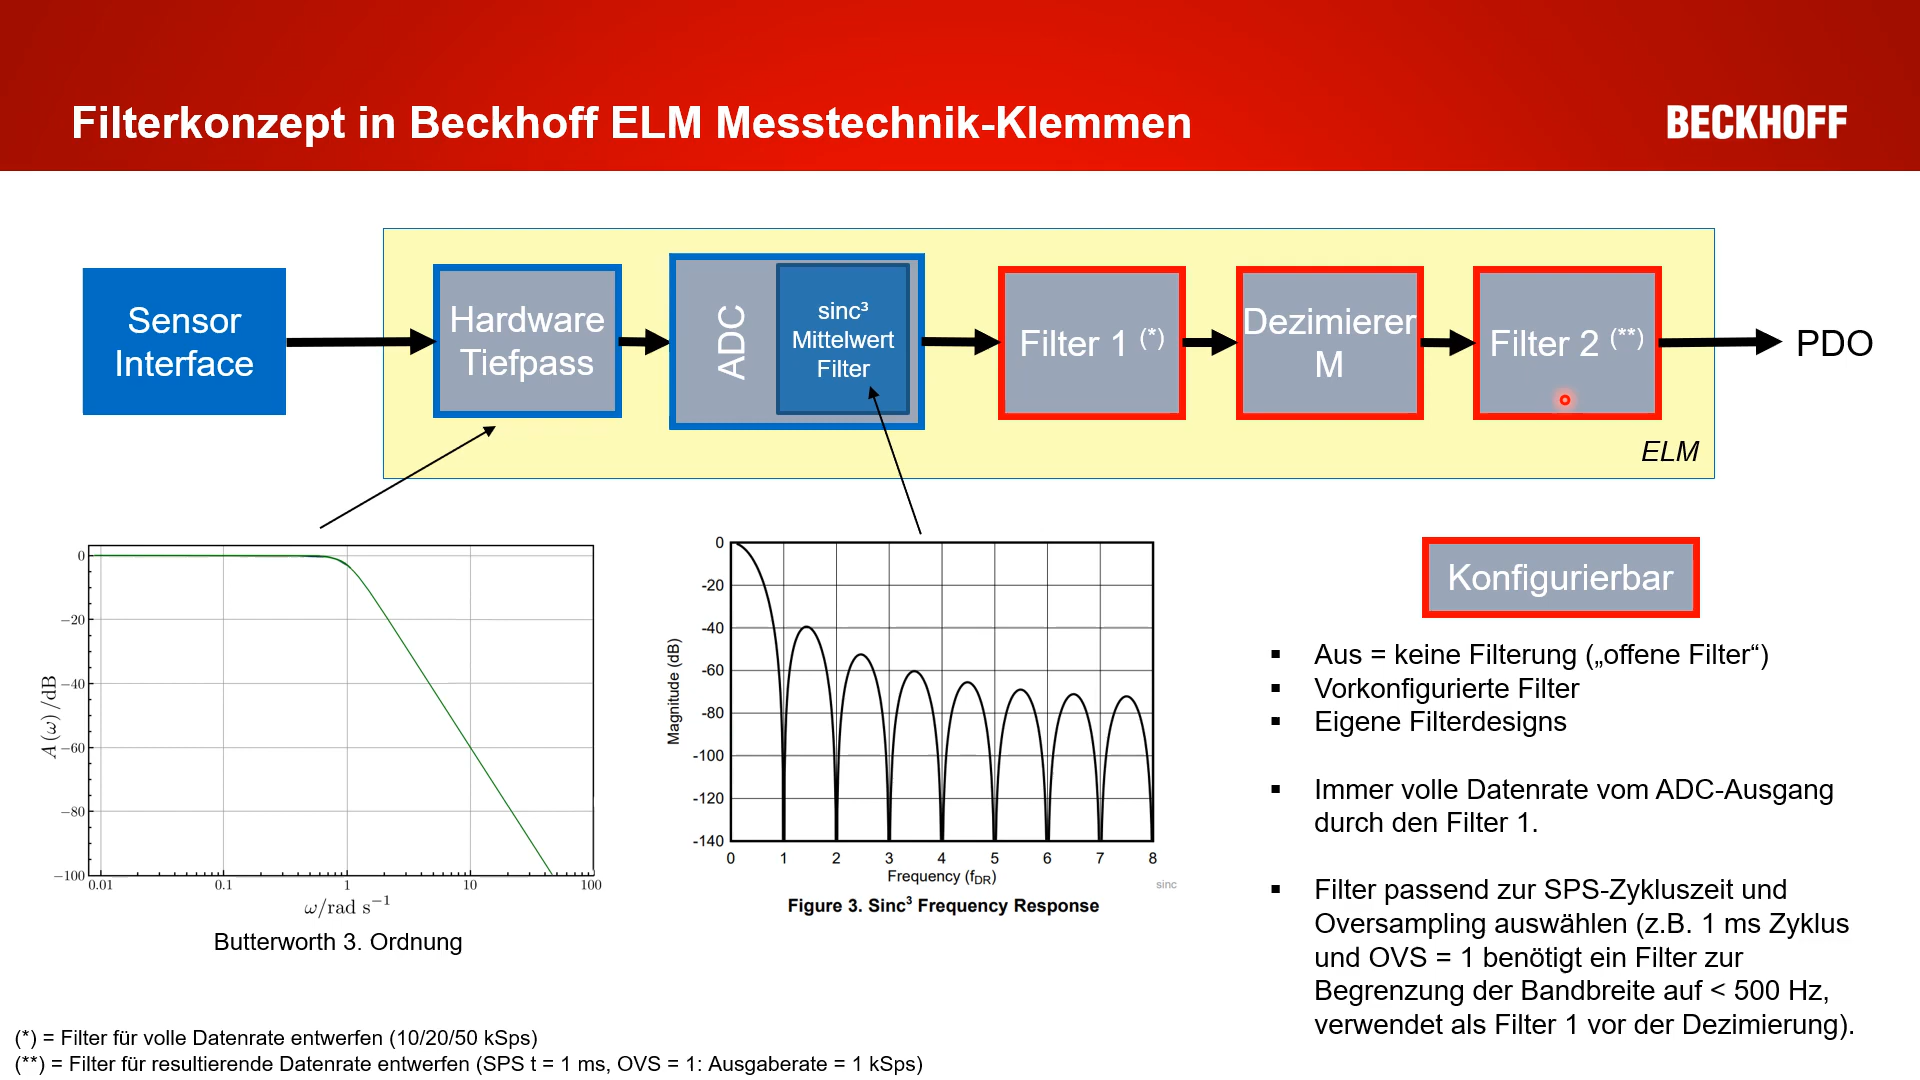 Filterkonzept in Beckhoff ELM Messtechnik-Klemmen
BECKHOFF
Sensor
Interface
Hardware
Tiefpass
ADC
sinc³
Mittelwert
Filter
Filter 1 (*)
Dezimierer
M
Filter 2 (**)
PDO
ELM
0
−20
−40
−60
−80
−100
A(ω)/dB
0.01
0.1
1
10
100
ω/rad s⁻¹
Butterworth 3. Ordnung
0
-20
-40
-60
-80
-100
-120
-140
Magnitude (dB)
0
1
2
3
4
5
6
7
8
Frequency (fDR)
sinc
Figure 3. Sinc³ Frequency Response
Konfigurierbar
▪ Aus = keine Filterung („offene Filter“)
▪ Vorkonfigurierte Filter
▪ Eigene Filterdesigns
▪ Immer volle Datenrate vom ADC-Ausgang
durch den Filter 1.
▪ Filter passend zur SPS-Zykluszeit und
Oversampling auswählen (z.B. 1 ms Zyklus
und OVS = 1 benötigt ein Filter zur
Begrenzung der Bandbreite auf < 500 Hz,
verwendet als Filter 1 vor der Dezimierung).
(*) = Filter für volle Datenrate entwerfen (10/20/50 kSps)
(**) = Filter für resultierende Datenrate entwerfen (SPS t = 1 ms, OVS = 1: Ausgaberate = 1 kSps)